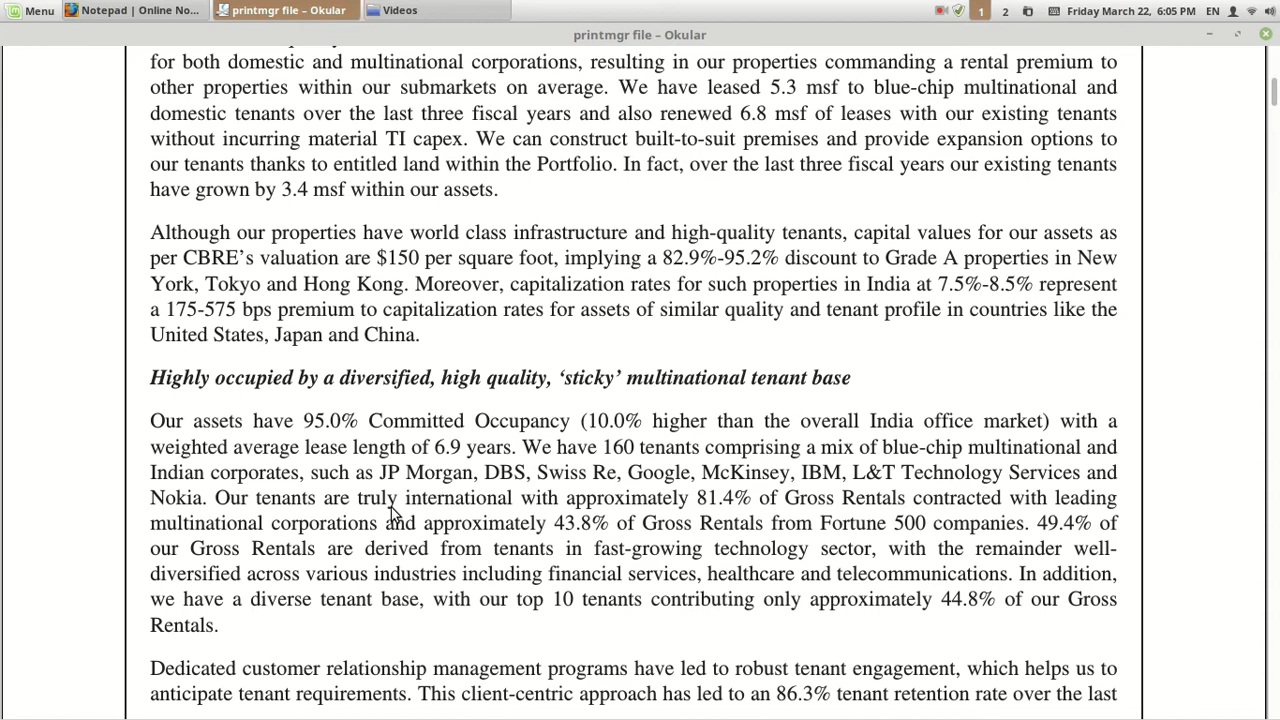 Menu
Notepad | Online No...
printmgr file – Okular
Videos
1
2
Friday March 22, 6:05 PM
EN
printmgr file – Okular
for both domestic and multinational corporations, resulting in our properties commanding a rental premium to
other properties within our submarkets on average. We have leased 5.3 msf to blue-chip multinational and
domestic tenants over the last three fiscal years and also renewed 6.8 msf of leases with our existing tenants
without incurring material TI capex. We can construct built-to-suit premises and provide expansion options to
our tenants thanks to entitled land within the Portfolio. In fact, over the last three fiscal years our existing tenants
have grown by 3.4 msf within our assets.
Although our properties have world class infrastructure and high-quality tenants, capital values for our assets as
per CBRE’s valuation are $150 per square foot, implying a 82.9%-95.2% discount to Grade A properties in New
York, Tokyo and Hong Kong. Moreover, capitalization rates for such properties in India at 7.5%-8.5% represent
a 175-575 bps premium to capitalization rates for assets of similar quality and tenant profile in countries like the
United States, Japan and China.
Highly occupied by a diversified, high quality, ‘sticky’ multinational tenant base
Our assets have 95.0% Committed Occupancy (10.0% higher than the overall India office market) with a
weighted average lease length of 6.9 years. We have 160 tenants comprising a mix of blue-chip multinational and
Indian corporates, such as JP Morgan, DBS, Swiss Re, Google, McKinsey, IBM, L&T Technology Services and
Nokia. Our tenants are truly international with approximately 81.4% of Gross Rentals contracted with leading
multinational corporations and approximately 43.8% of Gross Rentals from Fortune 500 companies. 49.4% of
our Gross Rentals are derived from tenants in fast-growing technology sector, with the remainder well-
diversified across various industries including financial services, healthcare and telecommunications. In addition,
we have a diverse tenant base, with our top 10 tenants contributing only approximately 44.8% of our Gross
Rentals.
Dedicated customer relationship management programs have led to robust tenant engagement, which helps us to
anticipate tenant requirements. This client-centric approach has led to an 86.3% tenant retention rate over the last